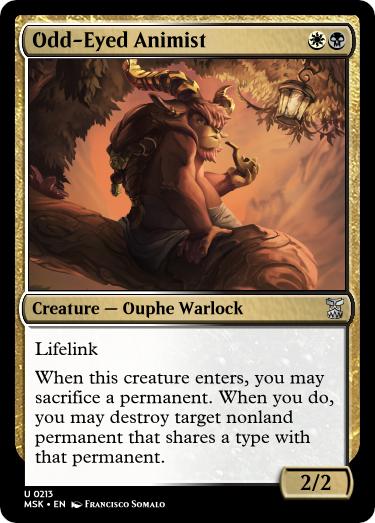 Odd-Eyed Animist
Creature — Ouphe Warlock
Lifelink
When this creature enters, you may
sacrifice a permanent. When you do,
you may destroy target nonland
permanent that shares a type with
that permanent.
2/2
U 0213
MSK • EN Francisco Somalo